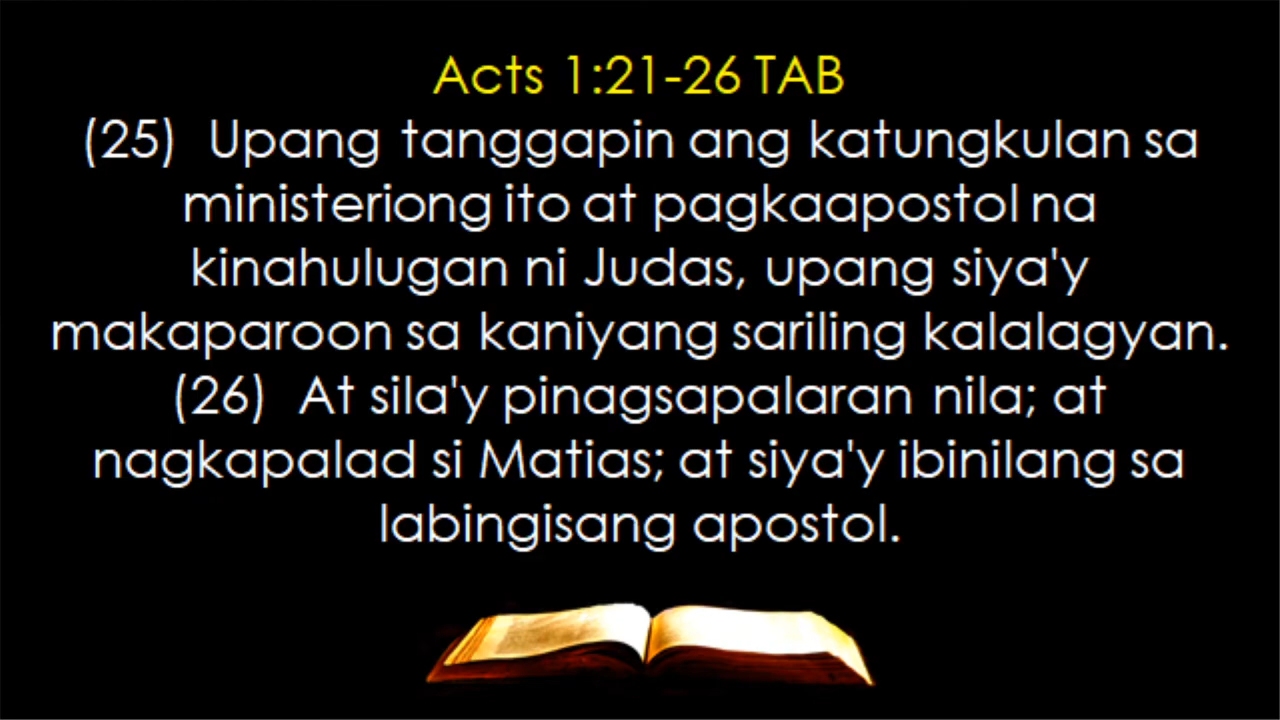 Acts 1:21-26 TAB
(25) Upang tanggapin ang katungkulan sa
ministeriong ito at pagkaapostol na
kinahulugan ni Judas, upang siya'y
makaparoon sa kaniyang sariling kalalagyan.
(26) At sila'y pinagsapalaran nila; at
nagkapalad si Matias; at siya'y ibinilang sa
labingisang apostol.